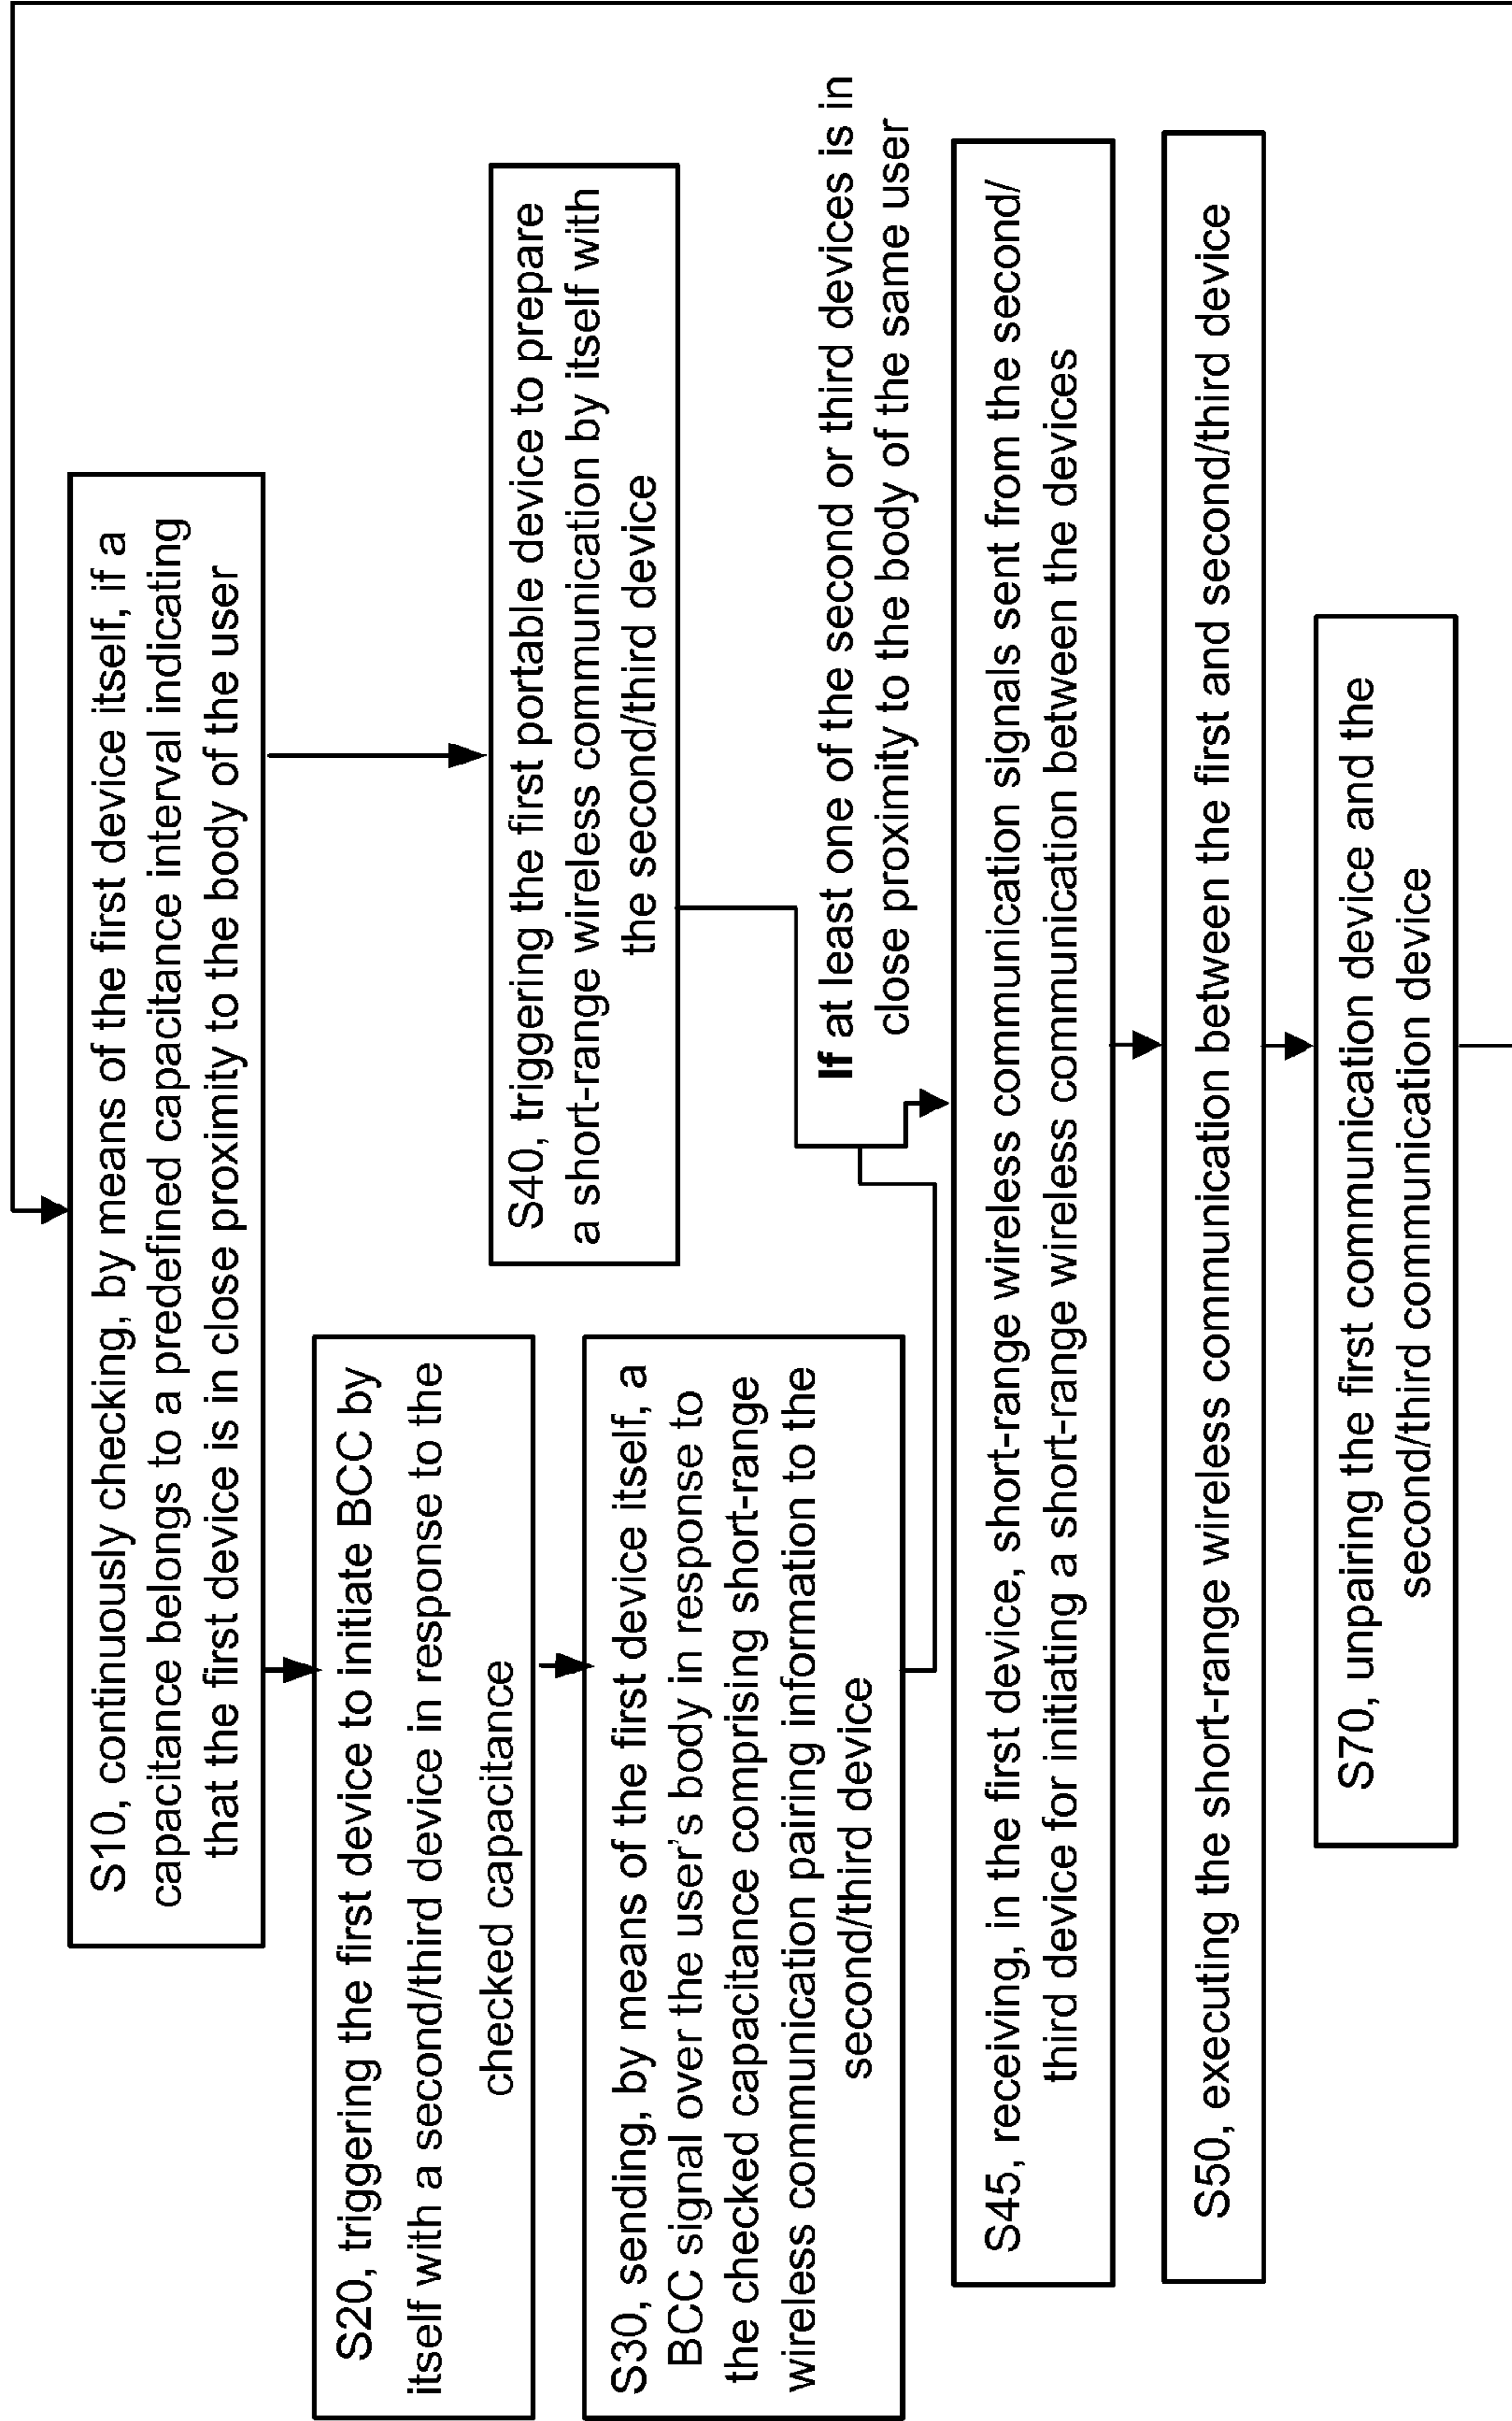 S10, continuously checking, by means of the first device itself, if a
capacitance belongs to a predefined capacitance interval indicating
that the first device is in close proximity to the body of the user
S20, triggering the first device to initiate BCC by
itself with a second/third device in response to the
checked capacitance
S30, sending, by means of the first device itself, a
BCC signal over the user's body in response to
the checked capacitance comprising short-range
wireless communication pairing information to the
second/third device
S40, triggering the first portable device to prepare
a short-range wireless communication by itself with
the second/third device
If at least one of the second or third devices is in
close proximity to the body of the same user
S45, receiving, in the first device, short-range wireless communication signals sent from the second/
third device for initiating a short-range wireless communication between the devices
S50, executing the short-range wireless communication between the first and second/third device
S70, unpairing the first communication device and the
second/third communication device